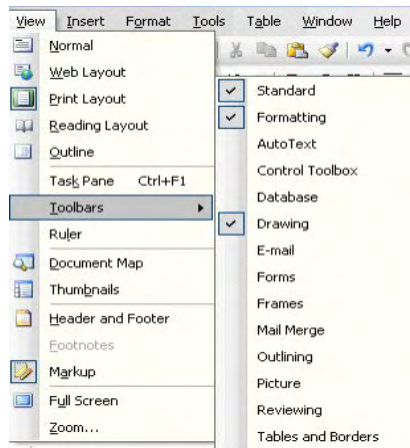 View Insert Format Tools Table Window Help
Normal
Web Layout
Print Layout
Reading Layout
Outline
Task Pane Ctrl+F1
Toolbars
Ruler
Document Map
Thumbnails
Header and Footer
Footnotes
Markup
Full Screen
Zoom...
Standard
Formatting
AutoText
Control Toolbox
Database
Drawing
E-mail
Forms
Frames
Mail Merge
Outlining
Picture
Reviewing
Tables and Borders